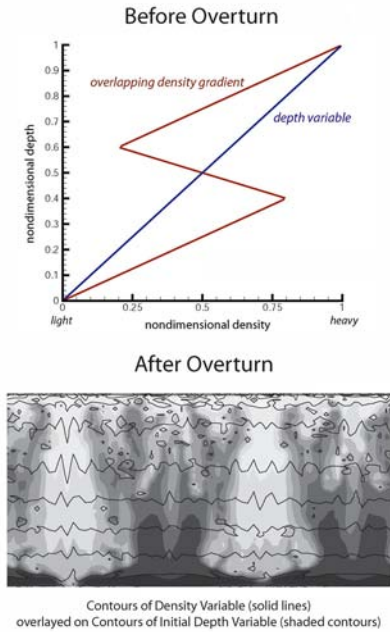 Before Overturn
1
0.9
0.8
0.7
0.6
0.5
0.4
0.3
0.2
0.1
0
nondimensional depth
overlapping density gradient
depth variable
0
0.25
0.5
0.75
1
light
nondimensional density
heavy
After Overturn
Contours of Density Variable (solid lines)
overlayed on Contours of Initial Depth Variable (shaded contours)